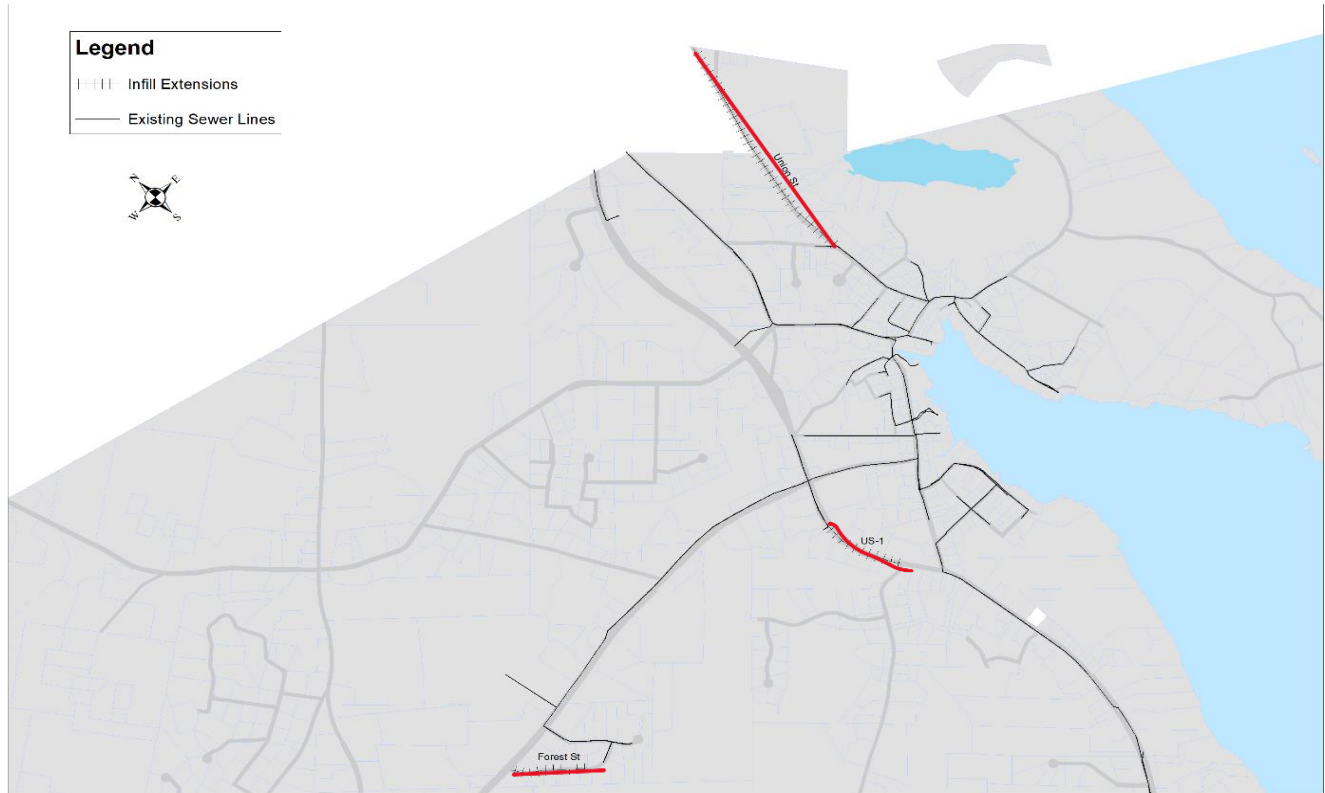 Legend
Infill Extensions
Existing Sewer Lines
N
E
W
S
Union St
US-1
Forest St